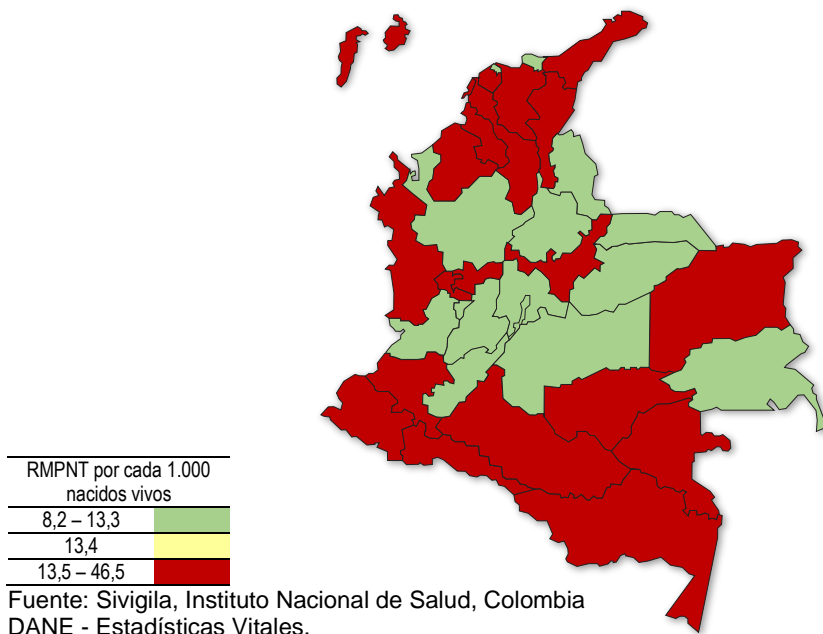 RMPNT por cada 1.000
nacidos vivos
8,2 – 13,3
13,4
13,5 – 46,5
Fuente: Sivigila, Instituto Nacional de Salud, Colombia
DANE - Estadísticas Vitales.